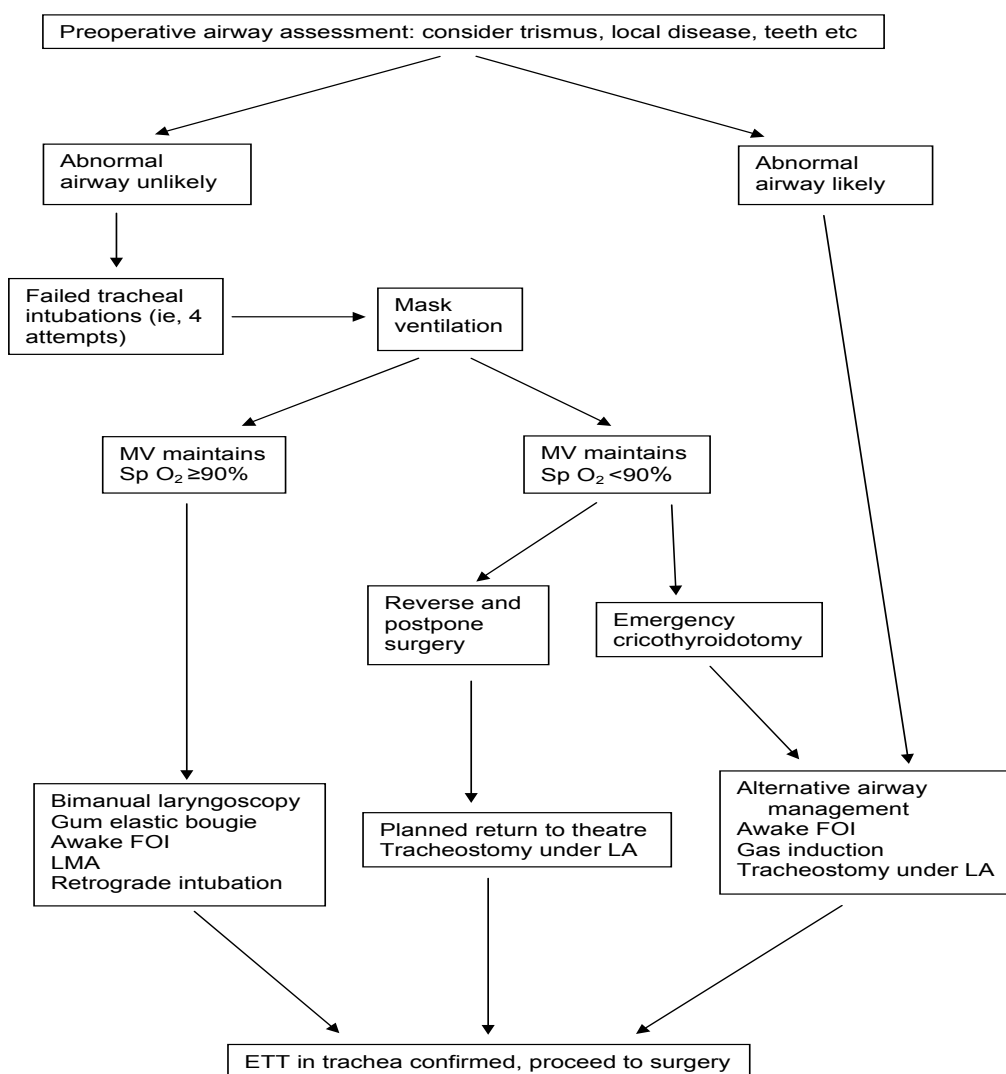 Preoperative airway assessment: consider trismus, local disease, teeth etc
Abnormal
airway unlikely
Abnormal
airway likely
Failed tracheal
intubations (ie, 4
attempts)
Mask
ventilation
MV maintains
Sp O₂ ≥90%
MV maintains
Sp O₂ <90%
Reverse and
postpone
surgery
Emergency
cricothyroidotomy
Bimanual laryngoscopy
Gum elastic bougie
Awake FOI
LMA
Retrograde intubation
Planned return to theatre
Tracheostomy under LA
Alternative airway
management
Awake FOI
Gas induction
Tracheostomy under LA
ETT in trachea confirmed, proceed to surgery